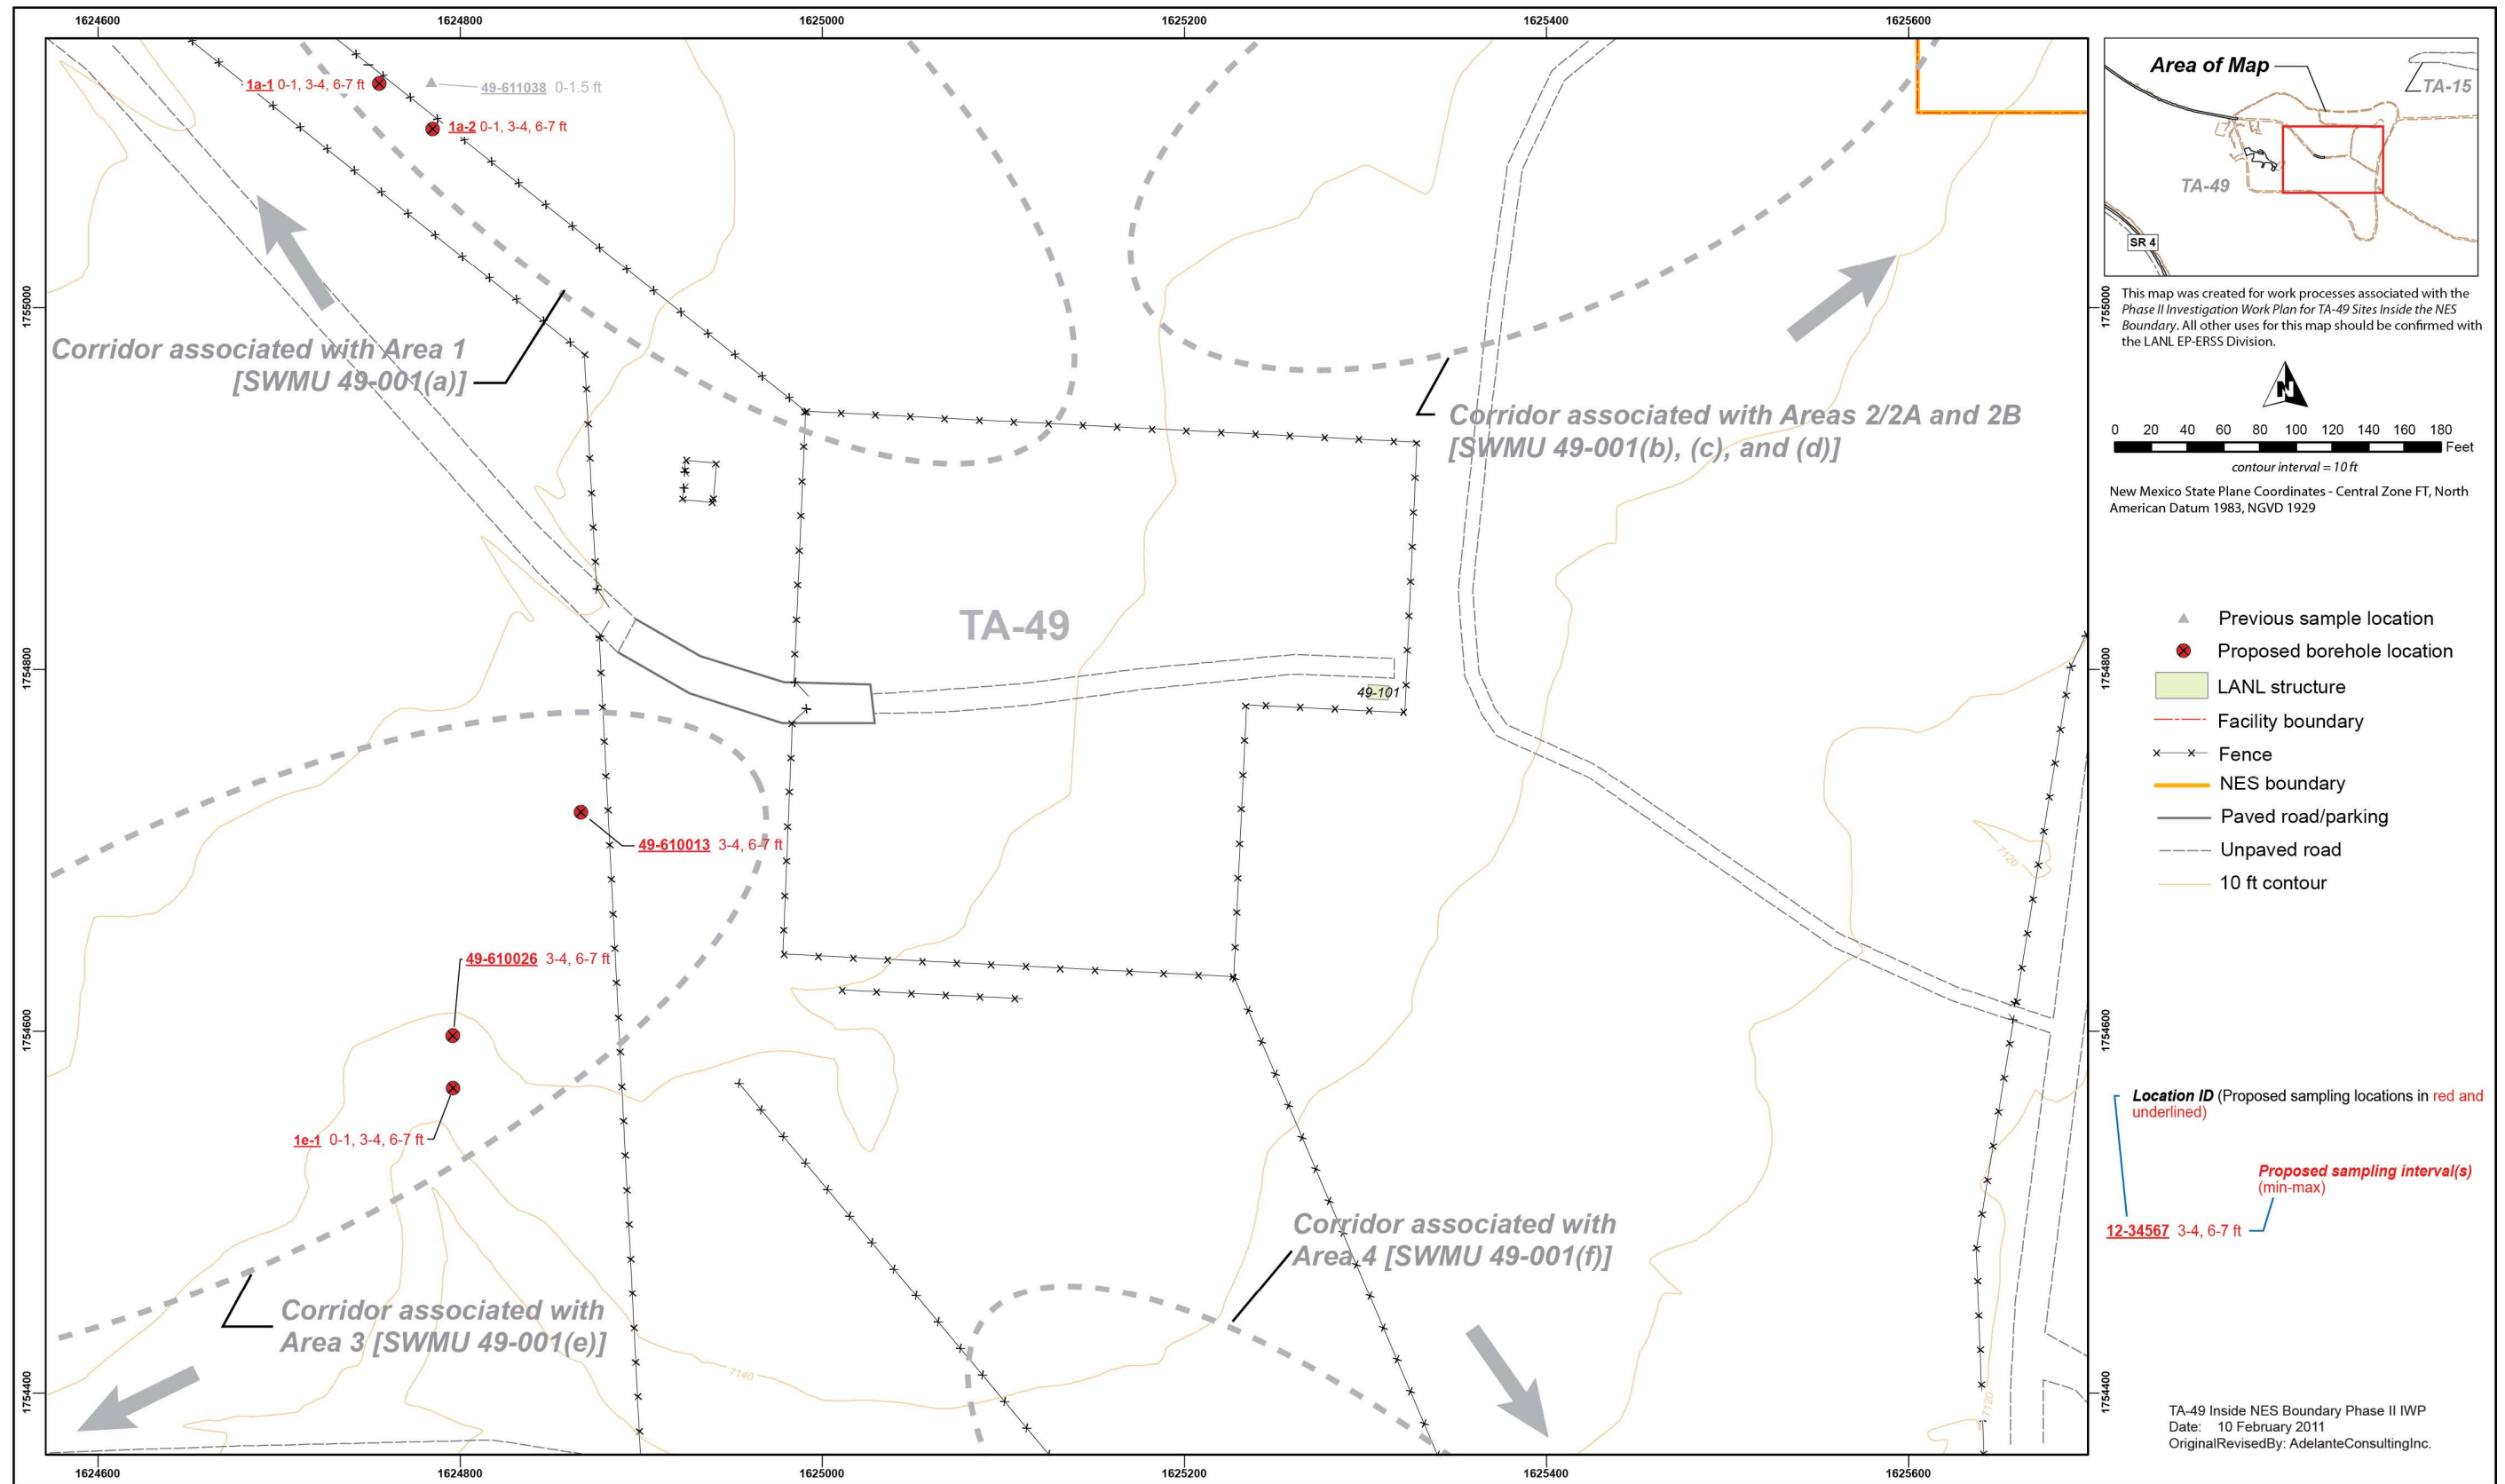 1624600
1624800
1625000
1625200
1625400
1625600
1a-1 0-1, 3-4, 6-7 ft
49-611038 0-1.5 ft
1a-2 0-1, 3-4, 6-7 ft
1755000
1755000
Corridor associated with Area 1
[SWMU 49-001(a)]
Corridor associated with Areas 2/2A and 2B
[SWMU 49-001(b), (c), and (d)]
TA-49
1754800
1754800
49-101
49-610013 3-4, 6-7 ft
7120
49-610026 3-4, 6-7 ft
1754600
1754600
1e-1 0-1, 3-4, 6-7 ft
Corridor associated with
Area 4 [SWMU 49-001(f)]
Corridor associated with
Area 3 [SWMU 49-001(e)]
7140
7120
1754400
1754400
1624600
1624800
1625000
1625200
1625400
1625600
Area of Map
TA-15
TA-49
SR 4
This map was created for work processes associated with the
Phase II Investigation Work Plan for TA-49 Sites Inside the NES
Boundary. All other uses for this map should be confirmed with
the LANL EP-ERSS Division.
N
0 20 40 60 80 100 120 140 160 180
Feet
contour interval = 10 ft
New Mexico State Plane Coordinates - Central Zone FT, North
American Datum 1983, NGVD 1929
Previous sample location
Proposed borehole location
LANL structure
Facility boundary
Fence
NES boundary
Paved road/parking
Unpaved road
10 ft contour
Location ID (Proposed sampling locations in red and
underlined)
Proposed sampling interval(s)
(min-max)
12-34567 3-4, 6-7 ft
TA-49 Inside NES Boundary Phase II IWP
Date: 10 February 2011
OriginalRevisedBy: AdelanteConsultingInc.